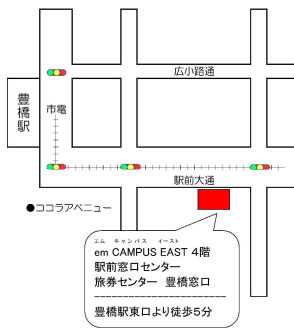 広小路通
豊橋駅
市電
駅前大通
●ココラアベニュー
エム キャンパス イースト
em CAMPUS EAST 4階
駅前窓口センター
旅券センター 豊橋窓口
------------------------------
豊橋駅東口より徒歩5分